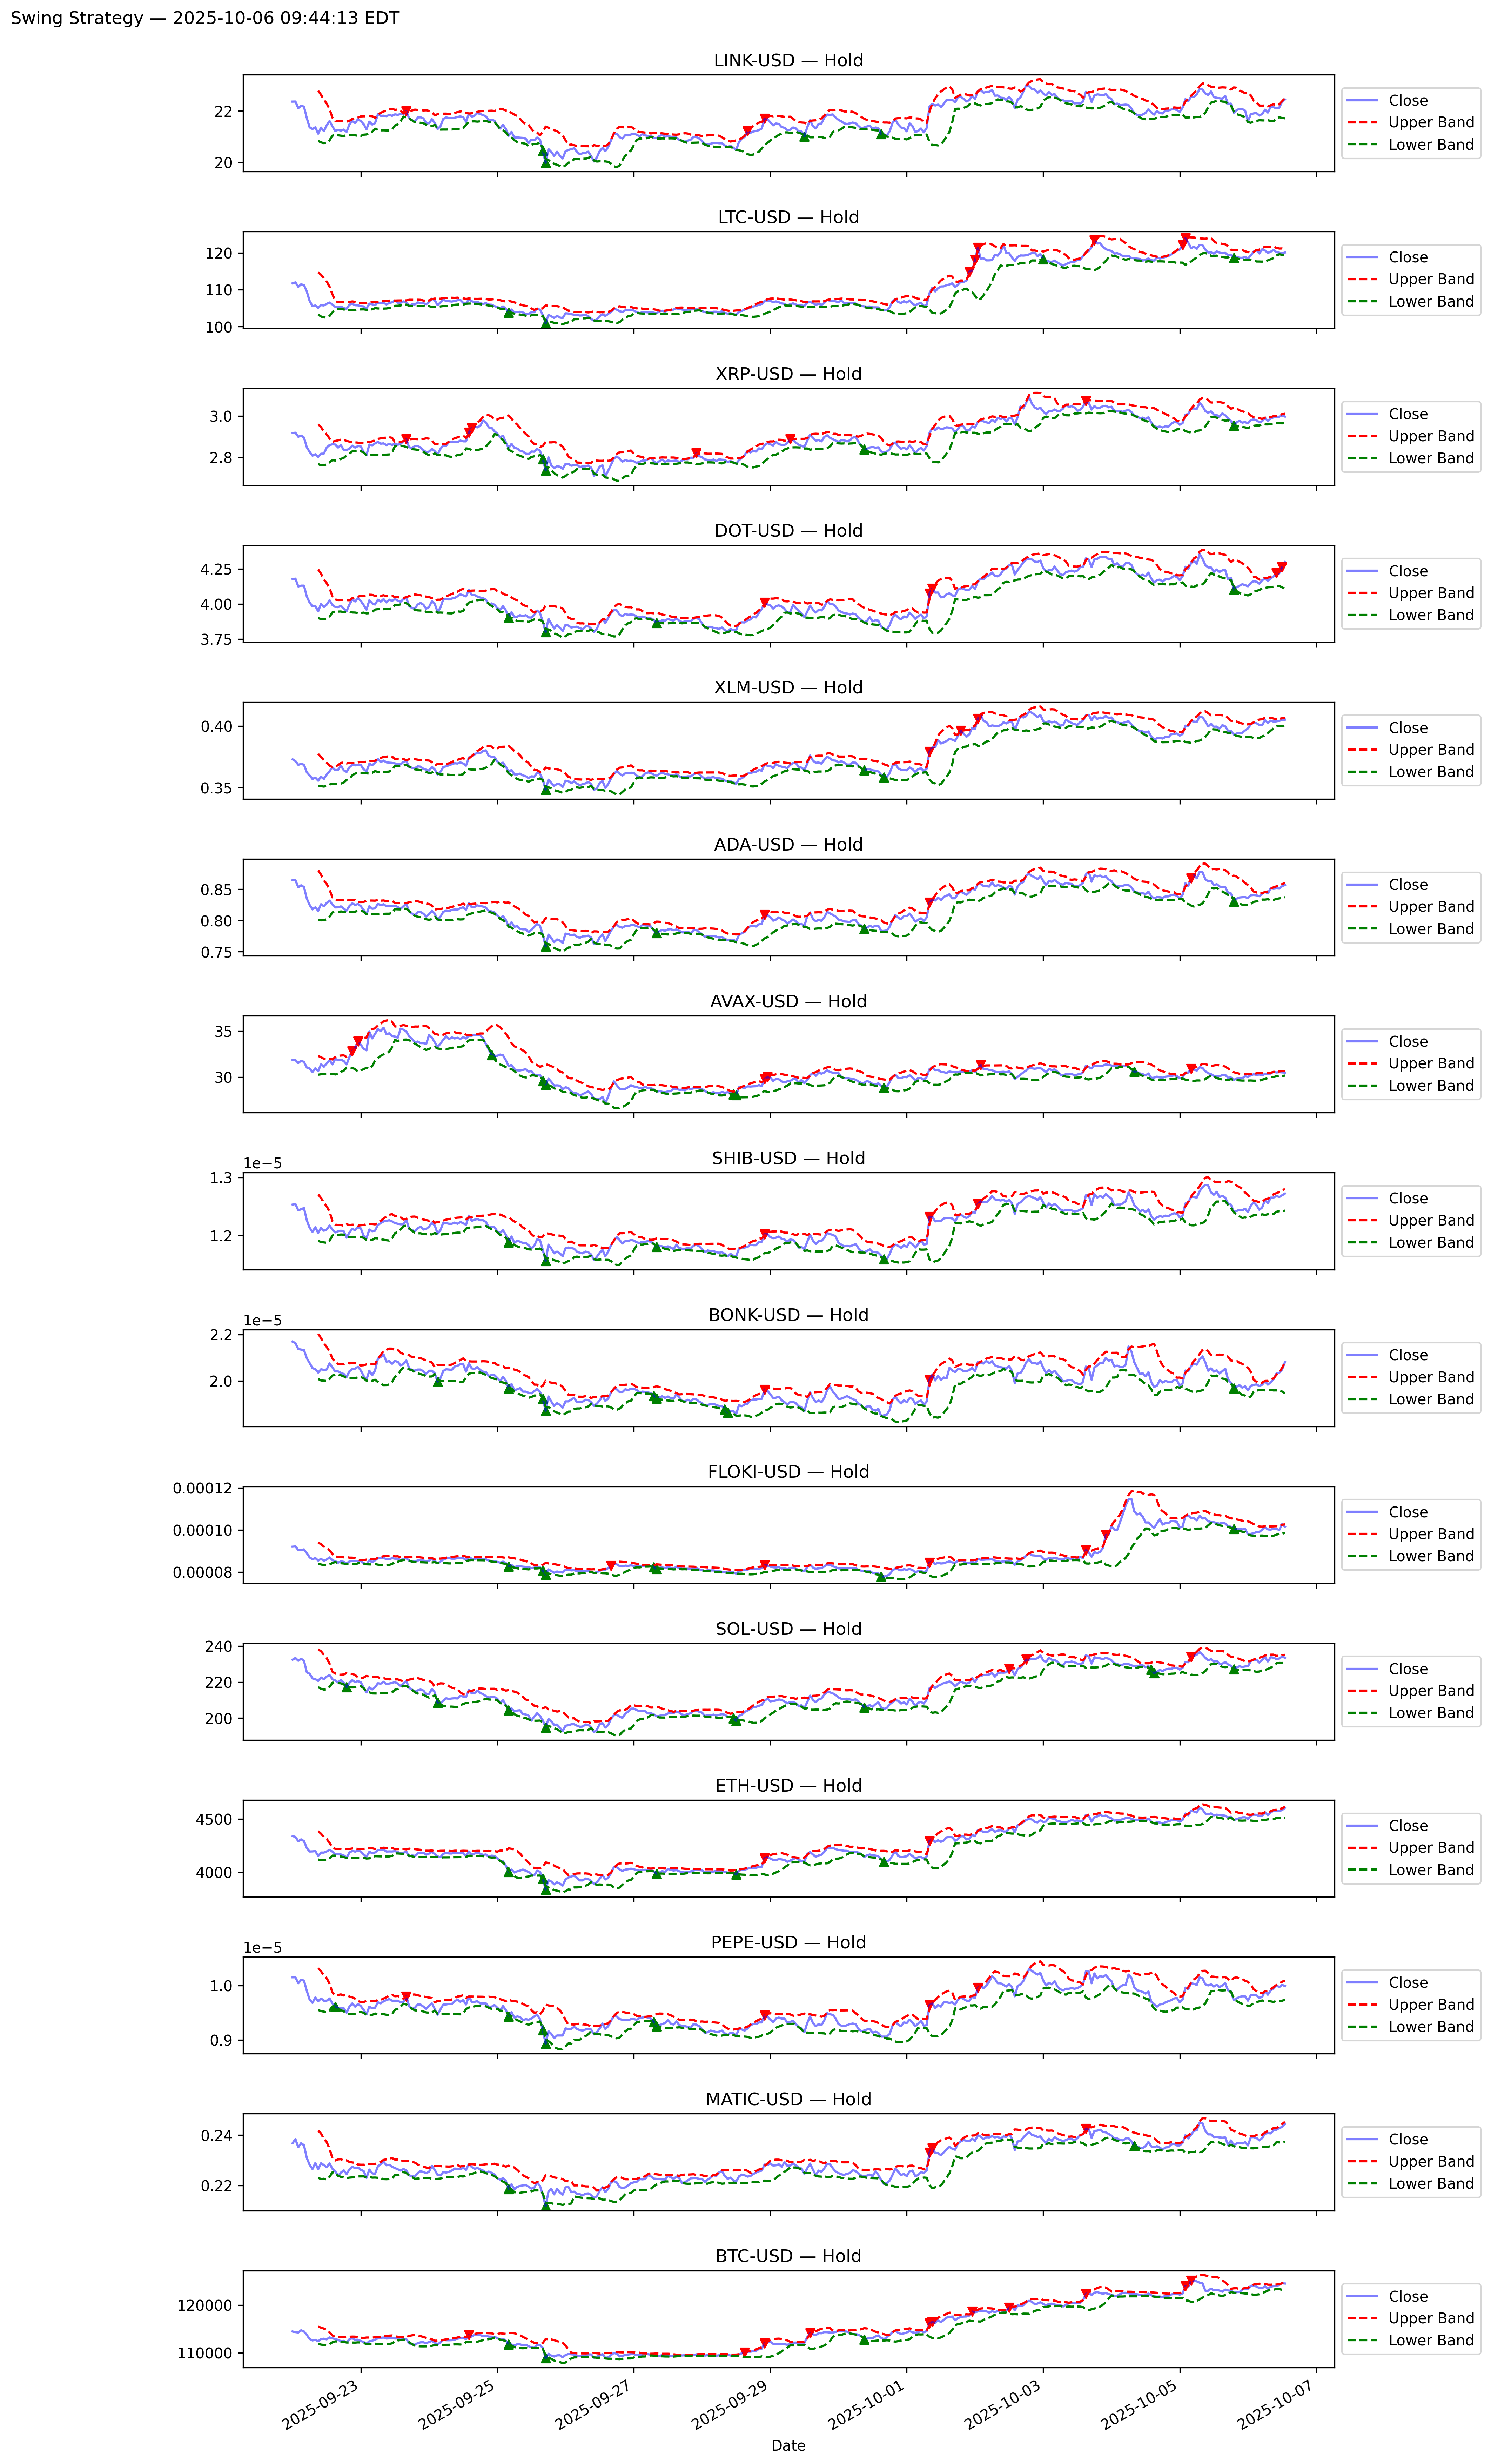 Swing Strategy — 2025-10-06 09:44:13 EDT
LINK-USD — Hold
22
20
Close
Upper Band
Lower Band
LTC-USD — Hold
120
110
100
Close
Upper Band
Lower Band
XRP-USD — Hold
3.0
2.8
Close
Upper Band
Lower Band
DOT-USD — Hold
4.25
4.00
3.75
Close
Upper Band
Lower Band
XLM-USD — Hold
0.40
0.35
Close
Upper Band
Lower Band
ADA-USD — Hold
0.85
0.80
0.75
Close
Upper Band
Lower Band
AVAX-USD — Hold
35
30
Close
Upper Band
Lower Band
SHIB-USD — Hold
1e−5
1.3
1.2
Close
Upper Band
Lower Band
BONK-USD — Hold
1e−5
2.2
2.0
Close
Upper Band
Lower Band
FLOKI-USD — Hold
0.00012
0.00010
0.00008
Close
Upper Band
Lower Band
SOL-USD — Hold
240
220
200
Close
Upper Band
Lower Band
ETH-USD — Hold
4500
4000
Close
Upper Band
Lower Band
PEPE-USD — Hold
1e−5
1.0
0.9
Close
Upper Band
Lower Band
MATIC-USD — Hold
0.24
0.22
Close
Upper Band
Lower Band
BTC-USD — Hold
120000
110000
Close
Upper Band
Lower Band
2025-09-23
2025-09-25
2025-09-27
2025-09-29
2025-10-01
2025-10-03
2025-10-05
2025-10-07
Date